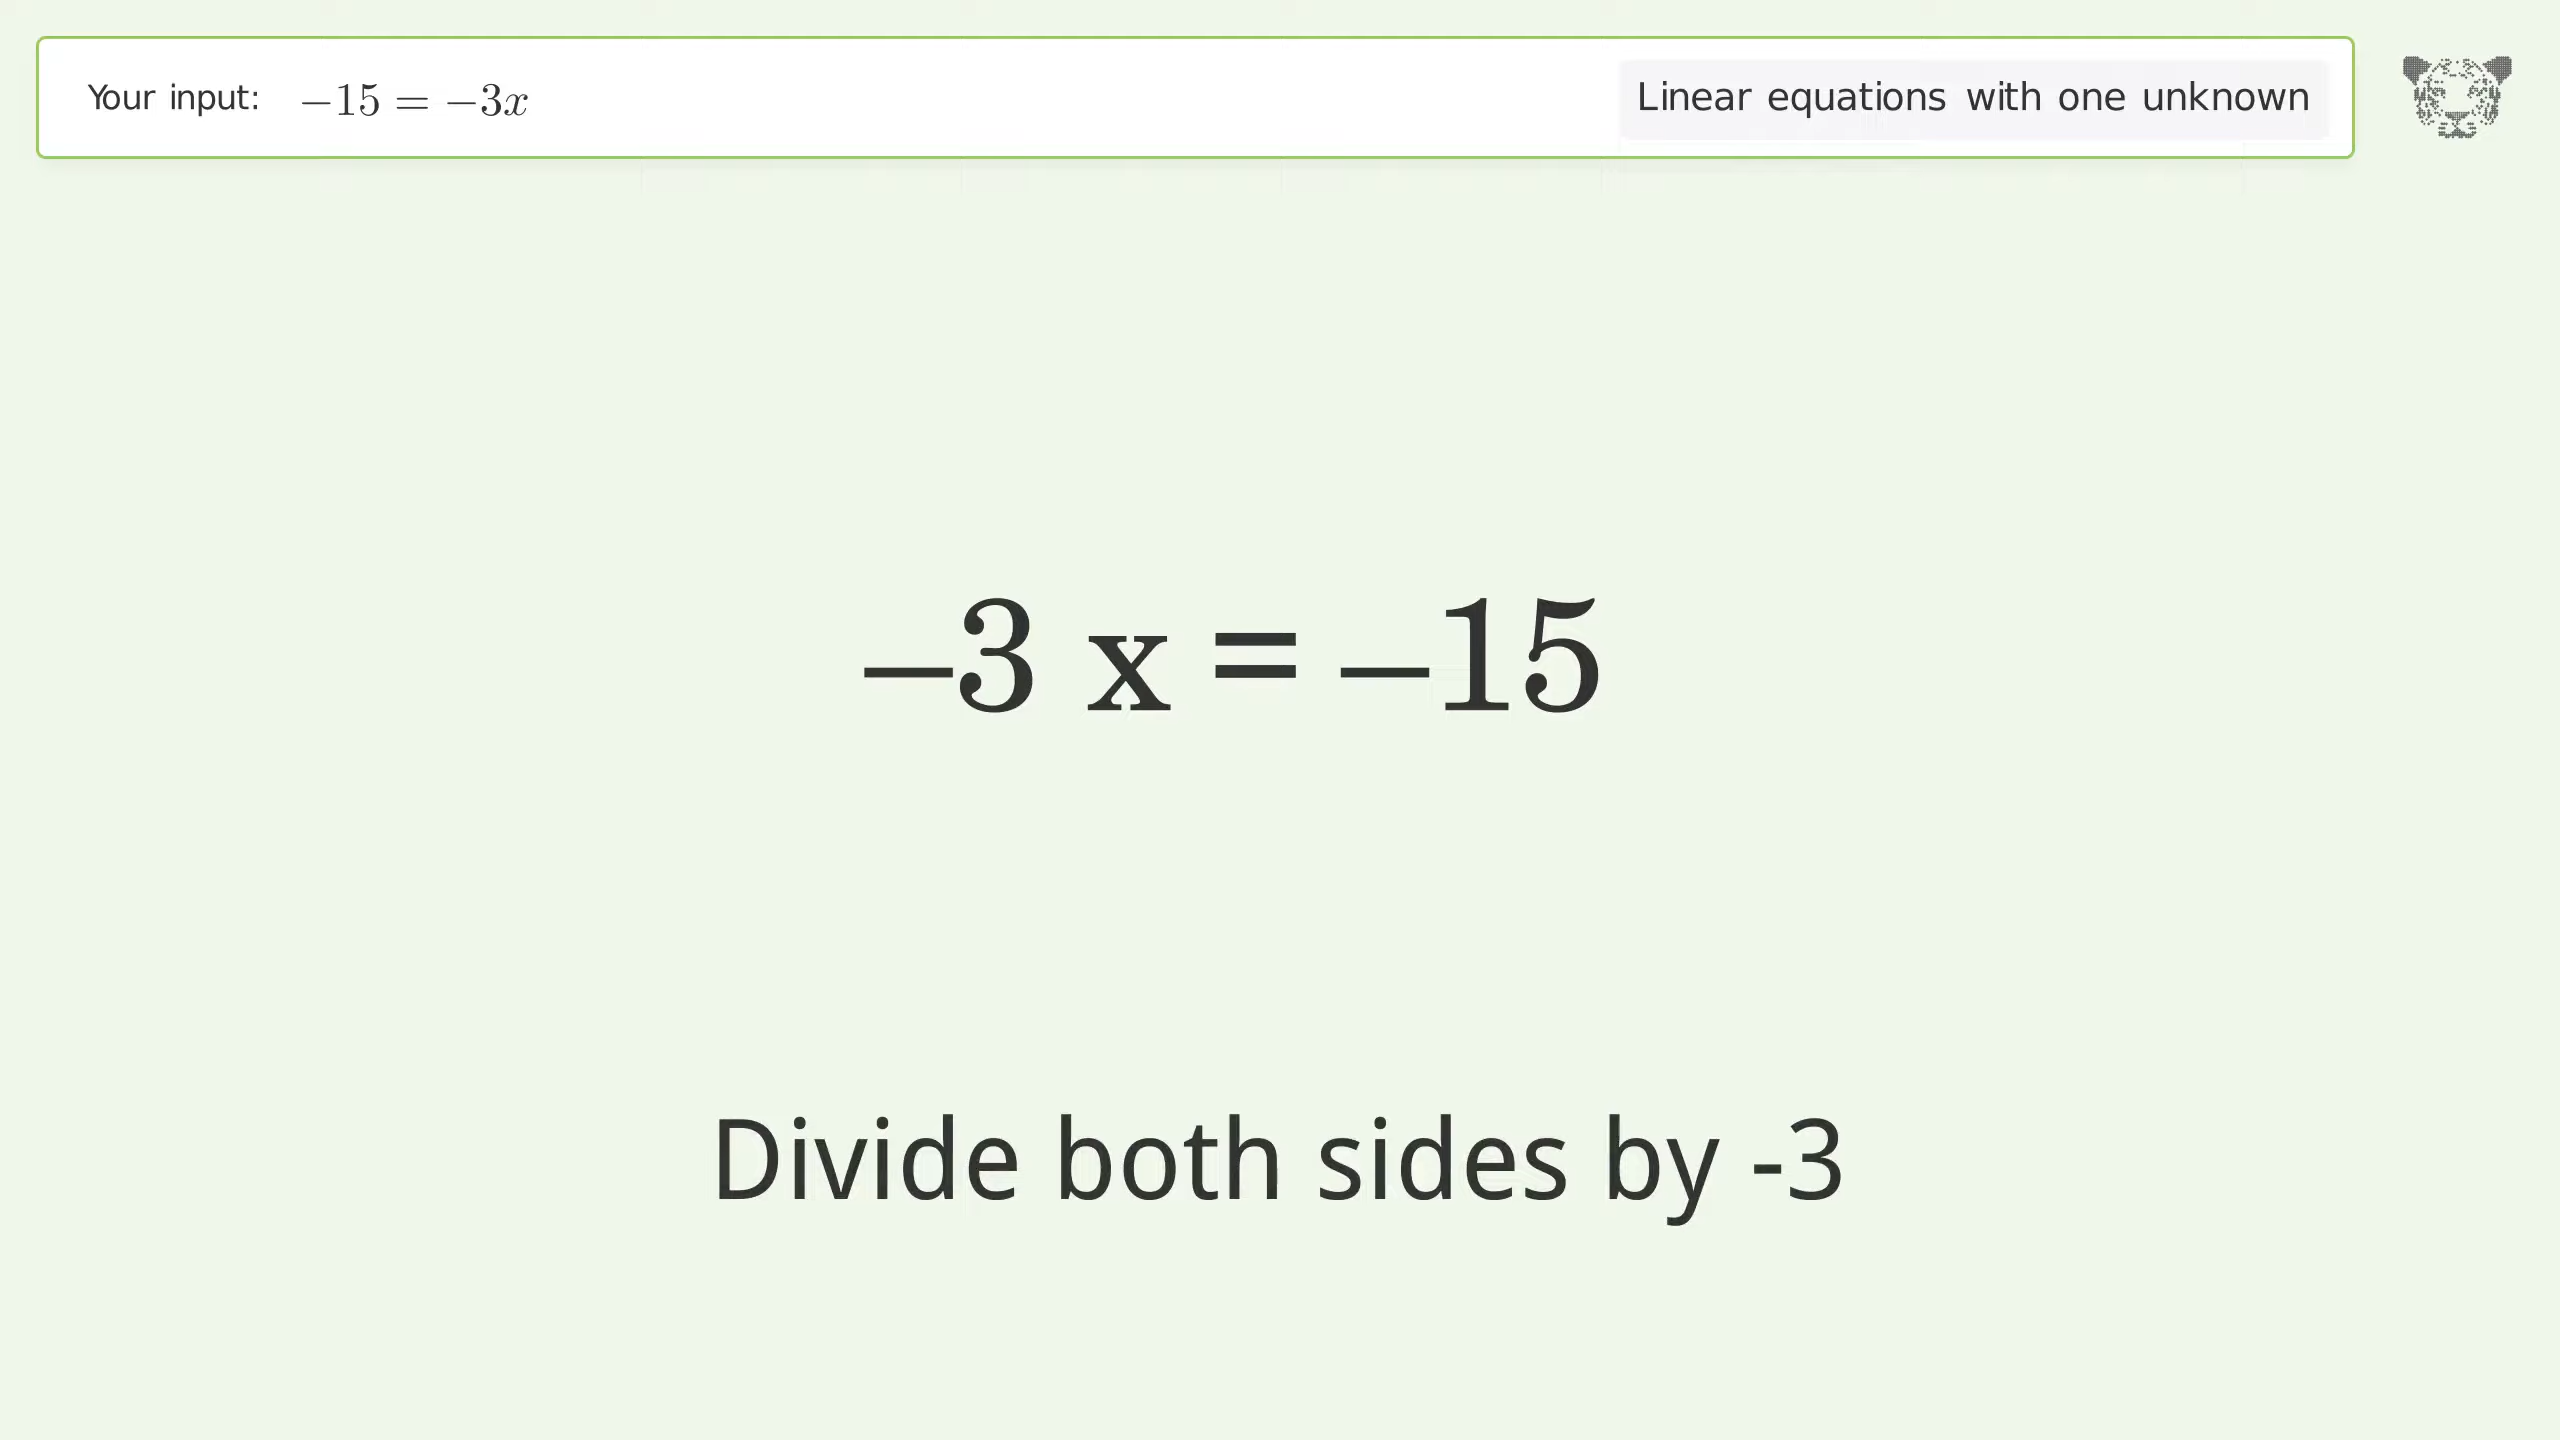 Your input: −15 = −3x
Linear equations with one unknown
−3 x = −15
Divide both sides by -3